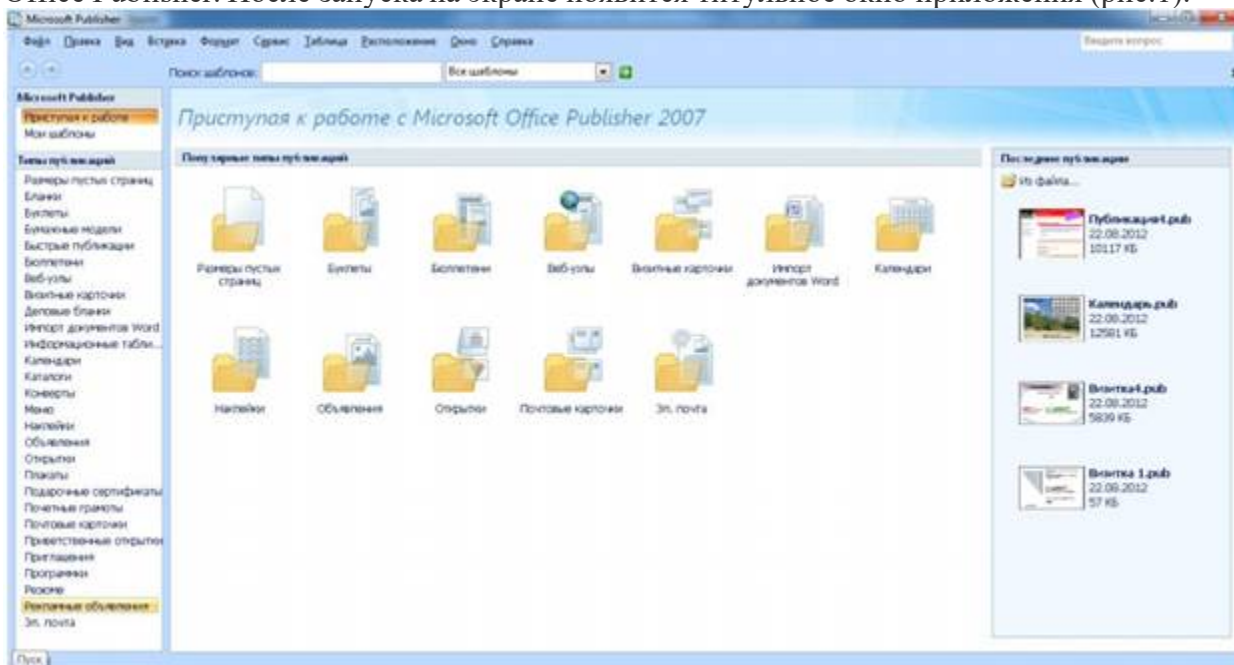 Office Publisher. После запуска на экране появится титульное окно приложения (рис.1).
Microsoft Publisher
Файл Правка Вид Вставка Формат Сервис Таблица Расположение Окно Справка
Введите вопрос
Поиск шаблонов: Все шаблоны
Microsoft Publisher
Приступая к работе
Мои шаблоны
Типы публикаций
Размеры пустых страниц
Бланки
Буклеты
Бумажные модели
Быстрые публикации
Бюллетени
Веб-узлы
Визитные карточки
Деловые бланки
Импорт документов Word
Информационные табли...
Календари
Каталоги
Конверты
Меню
Наклейки
Объявления
Открытки
Плакаты
Подарочные сертификаты
Почетные грамоты
Почтовые карточки
Приветственные открытки
Приглашения
Программки
Резюме
Рекламные объявления
Эл. почта
Пуск
Приступая к работе с Microsoft Office Publisher 2007
Популярные типы публикаций
Размеры пустых страниц
Буклеты
Бюллетени
Веб-узлы
Визитные карточки
Импорт документов Word
Календари
Наклейки
Объявления
Открытки
Почтовые карточки
Эл. почта
Последние публикации
Из файла...
Публикация4.pub
22.08.2012
10117 КБ
Календарь.pub
22.08.2012
12581 КБ
Визитка4.pub
22.08.2012
5839 КБ
Визитка 1.pub
22.08.2012
57 КБ